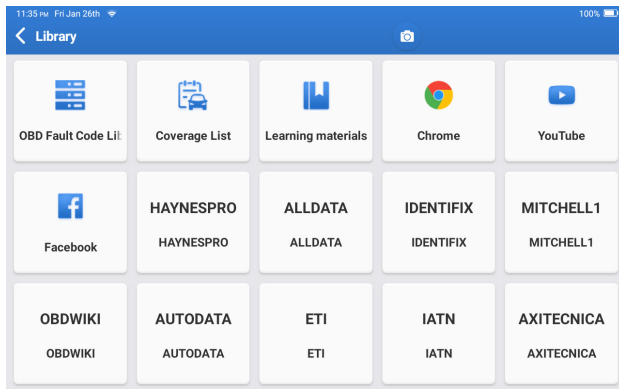 11:35 PM Fri Jan 26th 100%
Library
OBD Fault Code Lib Coverage List Learning materials Chrome YouTube
HAYNESPRO ALLDATA IDENTIFIX MITCHELL1
Facebook HAYNESPRO ALLDATA IDENTIFIX MITCHELL1
OBDWIKI AUTODATA ETI IATN AXITECNICA
OBDWIKI AUTODATA ETI IATN AXITECNICA